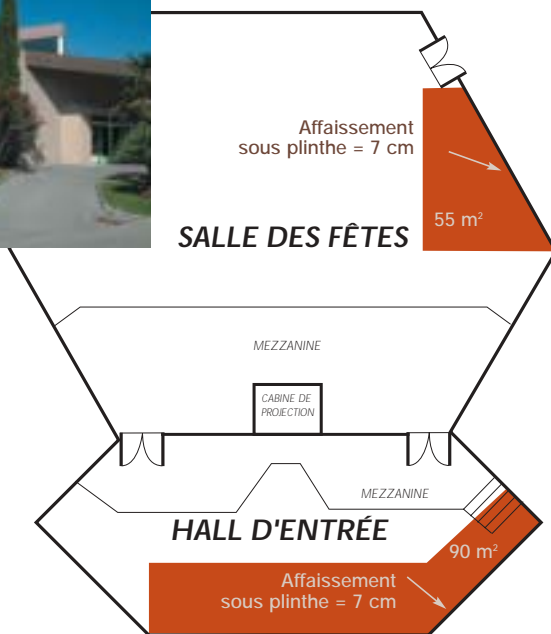 Affaissement
sous plinthe = 7 cm
55 m²
SALLE DES FÊTES
MEZZANINE
CABINE DE
PROJECTION
MEZZANINE
HALL D'ENTRÉE
90 m²
Affaissement
sous plinthe = 7 cm